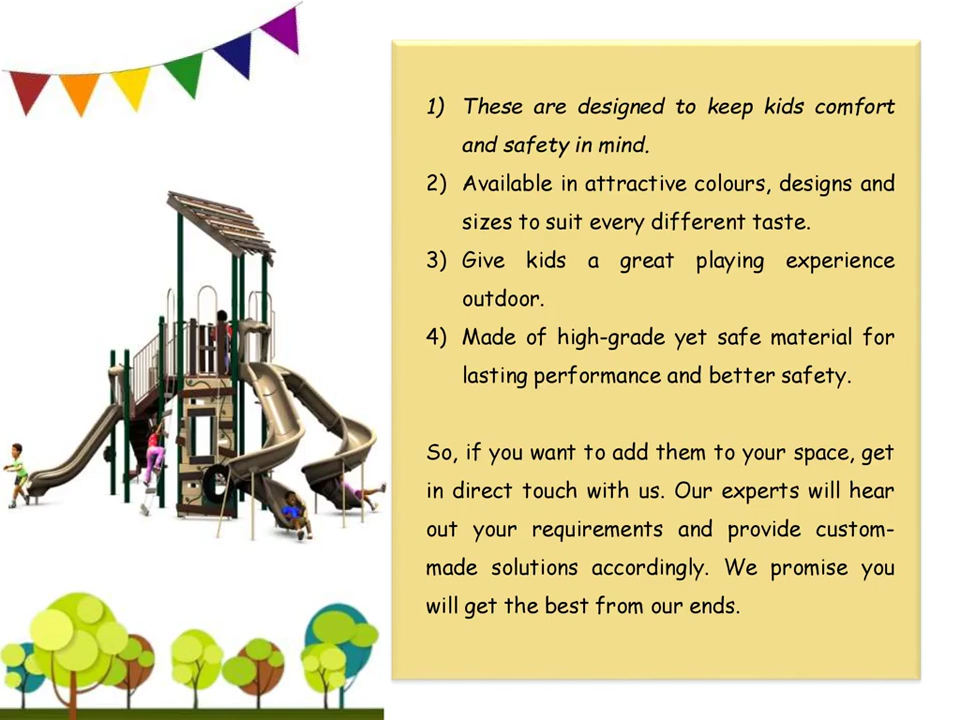 1) These are designed to keep kids comfort
and safety in mind.
2) Available in attractive colours, designs and
sizes to suit every different taste.
3) Give kids a great playing experience
outdoor.
4) Made of high-grade yet safe material for
lasting performance and better safety.
So, if you want to add them to your space, get
in direct touch with us. Our experts will hear
out your requirements and provide custom-
made solutions accordingly. We promise you
will get the best from our ends.